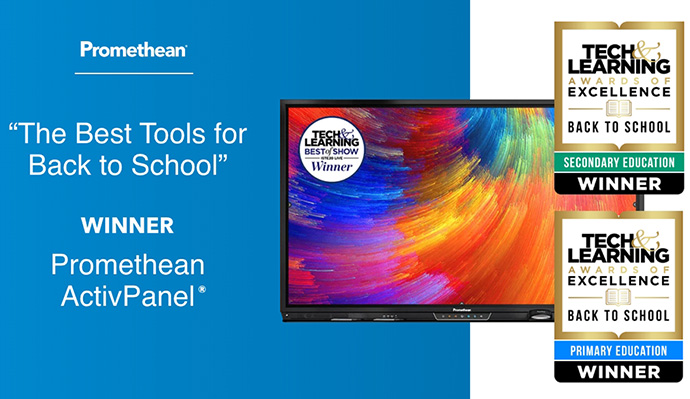 Promethean
“The Best Tools for
Back to School”
WINNER
Promethean
ActivPanel®
TECH&
LEARNING
BEST of SHOW
Winner
Promethean
TECH&
LEARNING
AWARDS OF
EXCELLENCE
BACK TO SCHOOL
SECONDARY EDUCATION
WINNER
TECH&
LEARNING
AWARDS OF
EXCELLENCE
BACK TO SCHOOL
PRIMARY EDUCATION
WINNER